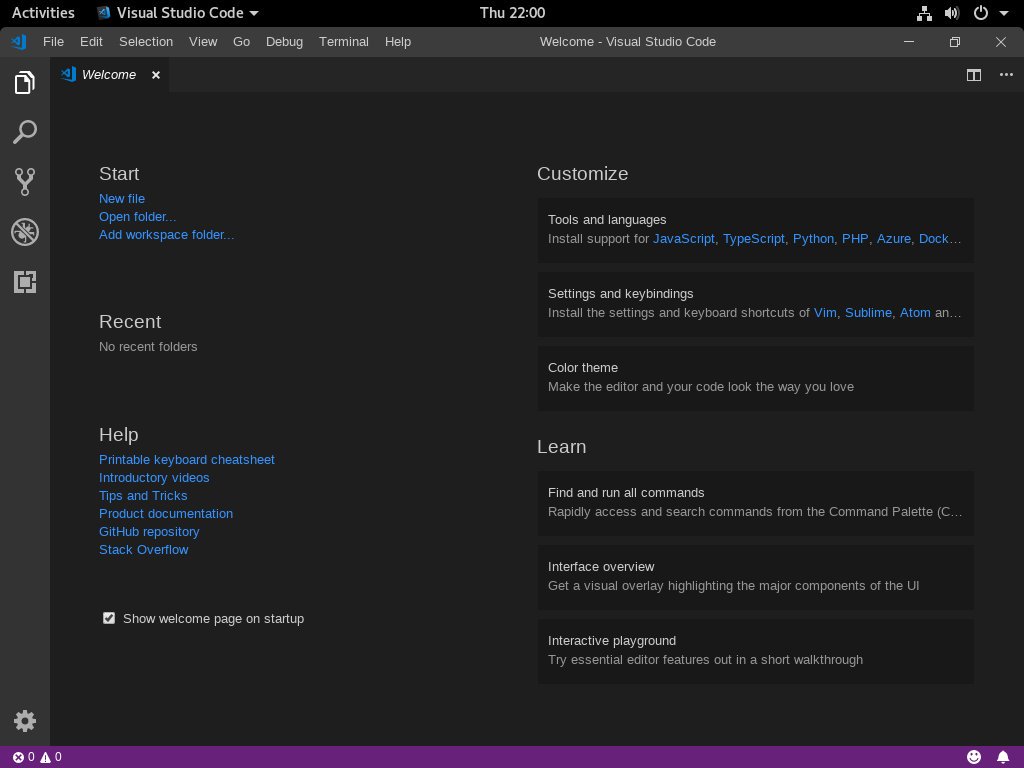 Activities Visual Studio Code Thu 22:00
File Edit Selection View Go Debug Terminal Help Welcome - Visual Studio Code
Welcome
Start
New file
Open folder...
Add workspace folder...
Recent
No recent folders
Help
Printable keyboard cheatsheet
Introductory videos
Tips and Tricks
Product documentation
GitHub repository
Stack Overflow
Show welcome page on startup
Customize
Tools and languages
Install support for JavaScript, TypeScript, Python, PHP, Azure, Dock…
Settings and keybindings
Install the settings and keyboard shortcuts of Vim, Sublime, Atom an…
Color theme
Make the editor and your code look the way you love
Learn
Find and run all commands
Rapidly access and search commands from the Command Palette (C…
Interface overview
Get a visual overlay highlighting the major components of the UI
Interactive playground
Try essential editor features out in a short walkthrough
0 0